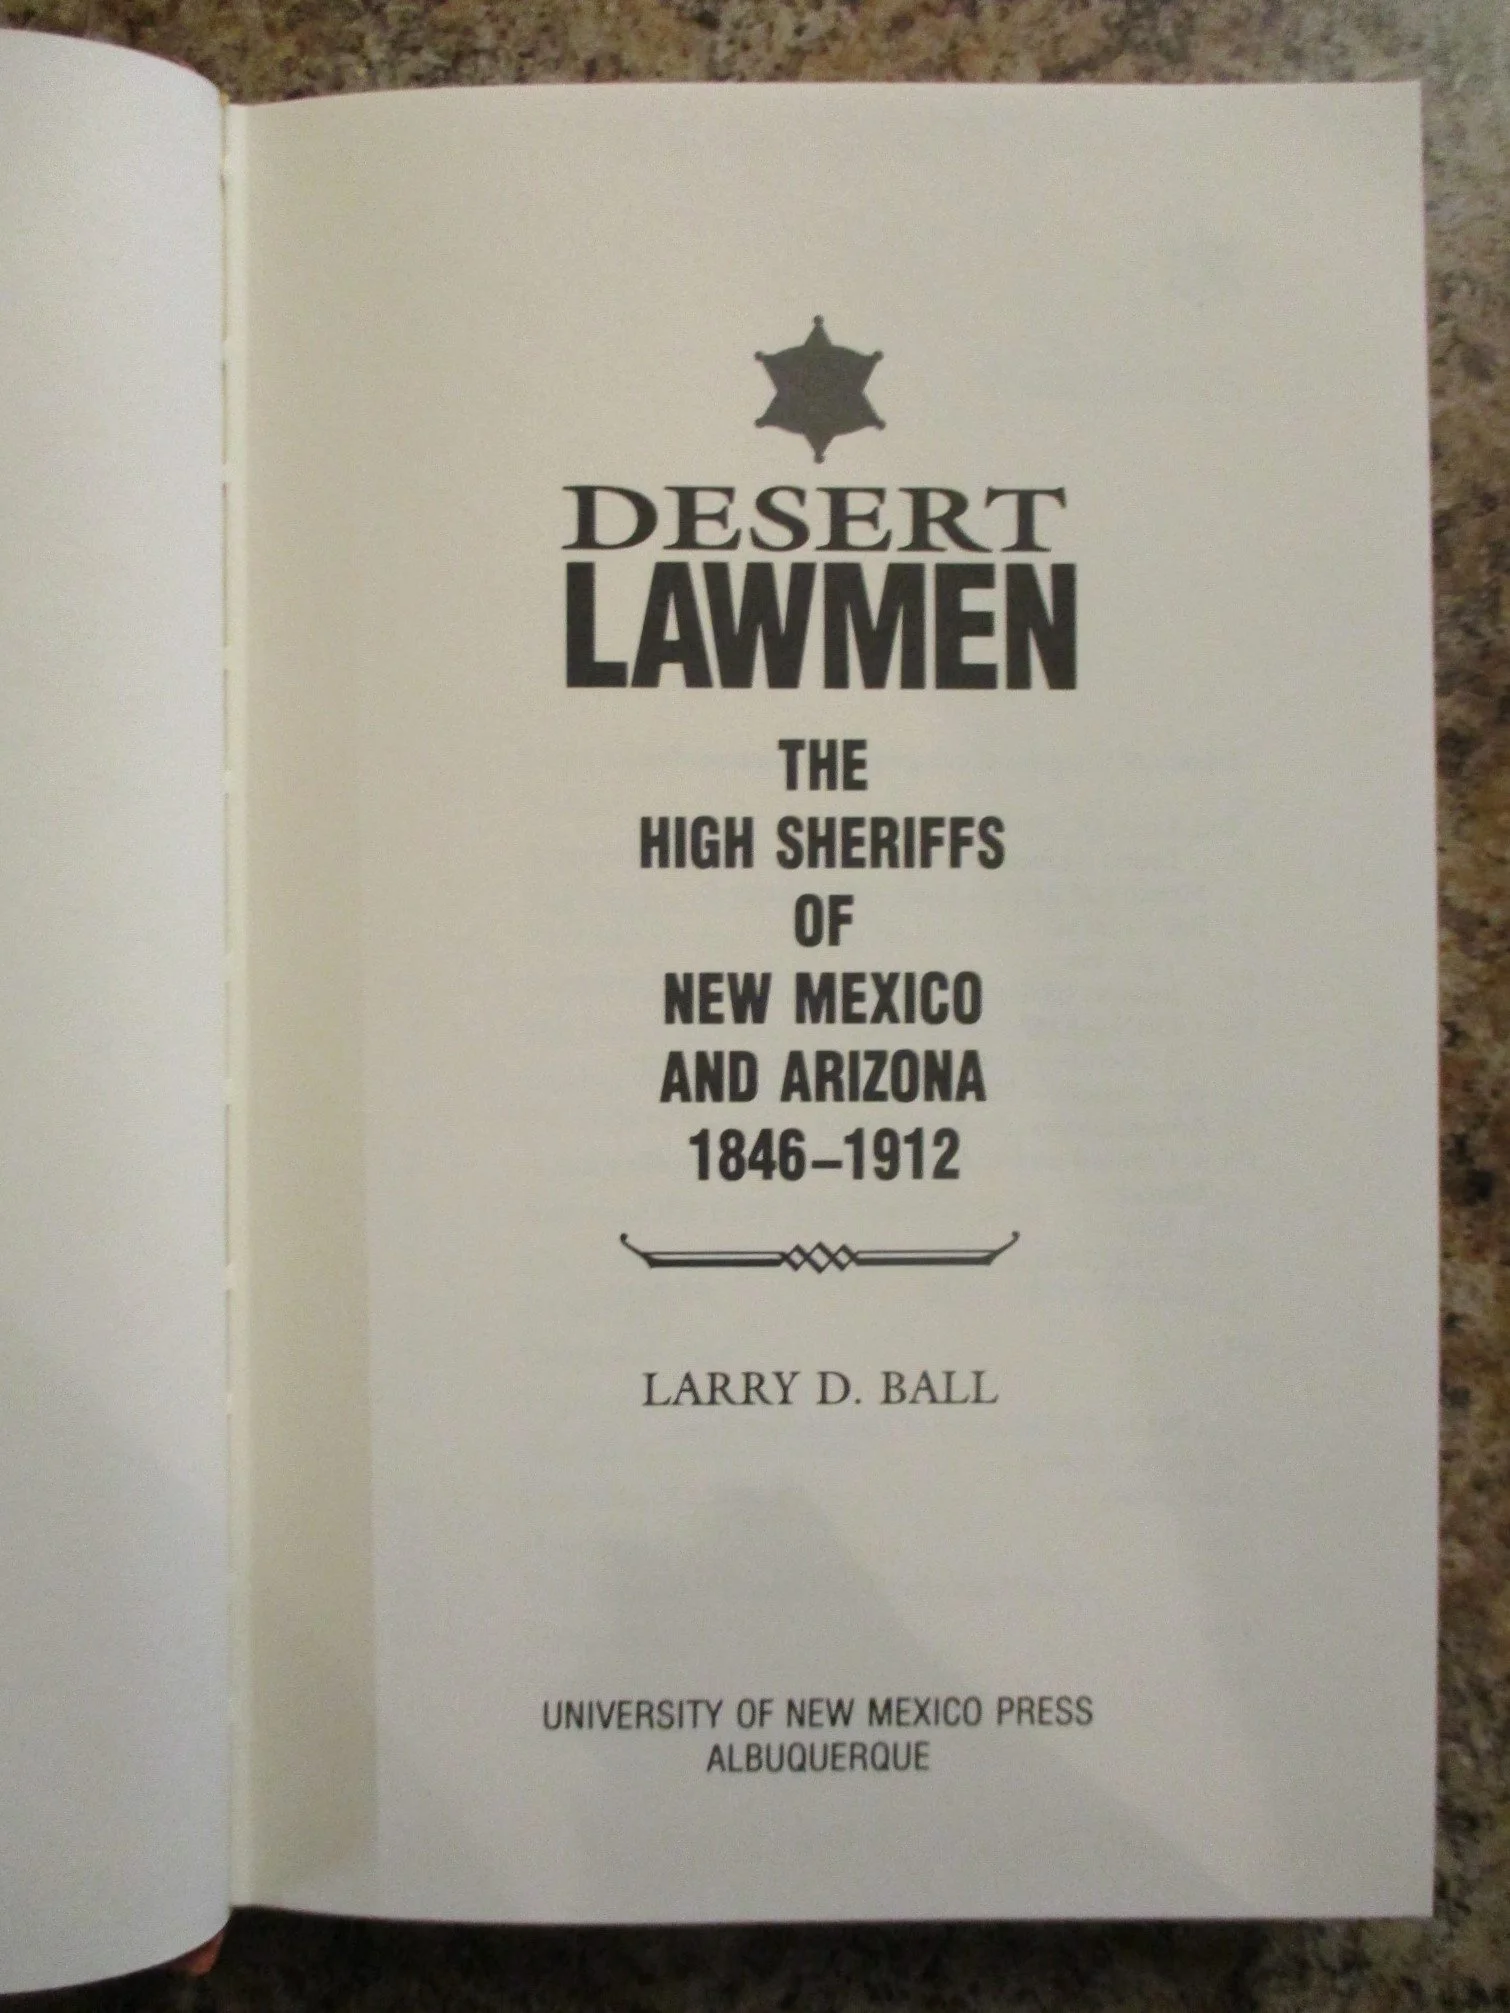 DESERT
LAWMEN
THE
HIGH SHERIFFS
OF
NEW MEXICO
AND ARIZONA
1846–1912
LARRY D. BALL
UNIVERSITY OF NEW MEXICO PRESS
ALBUQUERQUE